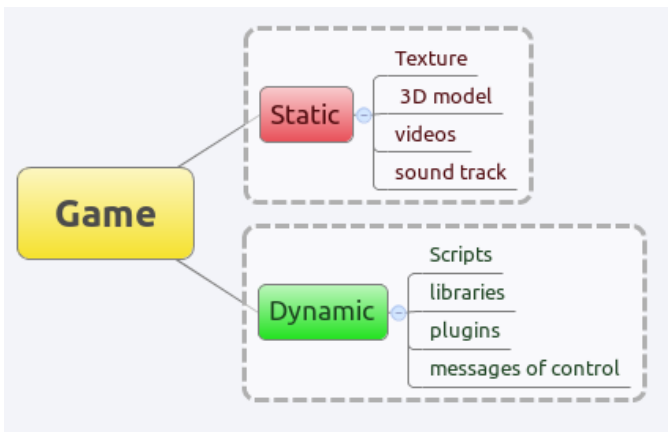 Game
Static
Texture
3D model
videos
sound track
Dynamic
Scripts
libraries
plugins
messages of control